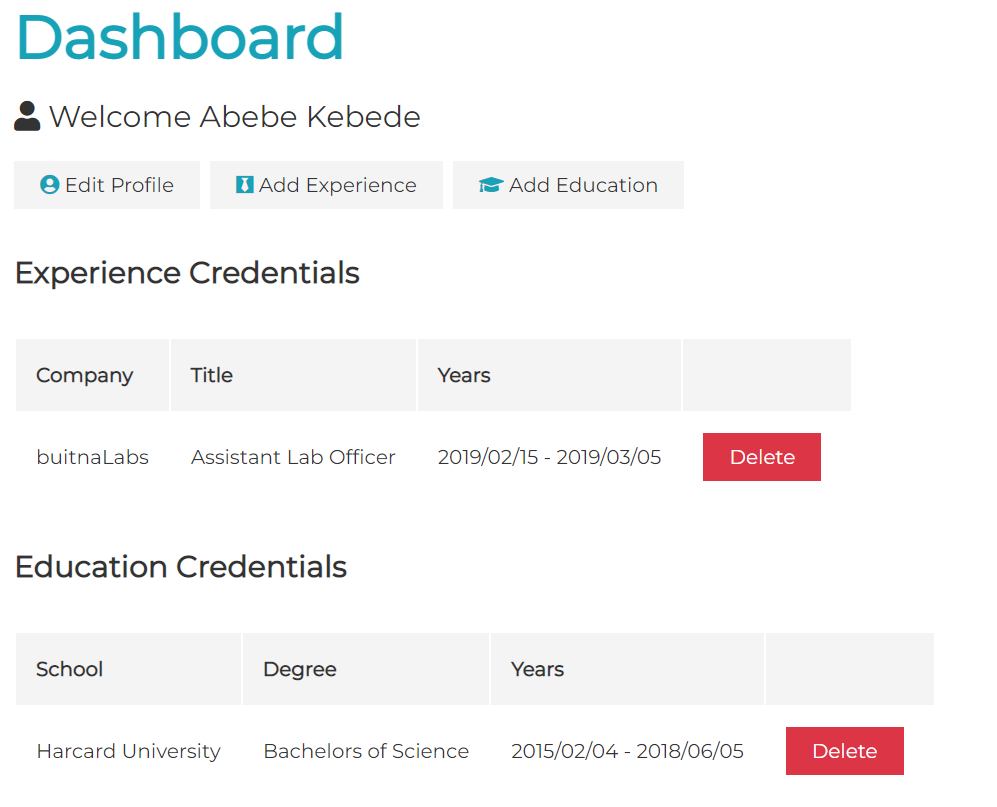 Dashboard
Welcome Abebe Kebede
Edit Profile Add Experience Add Education
Experience Credentials
Company Title Years
buitnaLabs Assistant Lab Officer 2019/02/15 - 2019/03/05 Delete
Education Credentials
School Degree Years
Harcard University Bachelors of Science 2015/02/04 - 2018/06/05 Delete